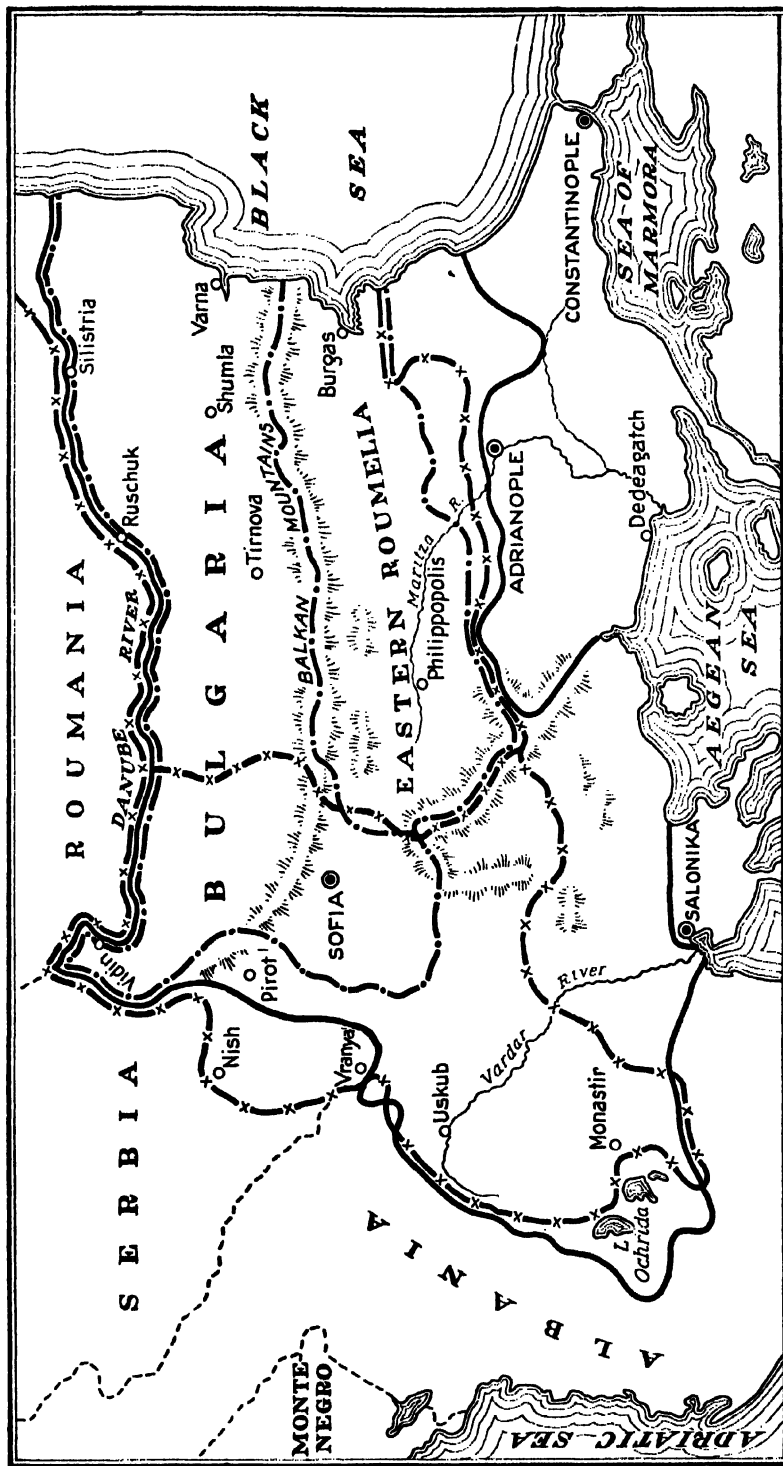 ROUMANIA
SERBIA
BULGARIA
DANUBE RIVER
Vidin
Ruschuk
Silistria
Nish
Pirot
Tirnova
Shumla
Varna
BLACK
SEA
Vranya
SOFIA
BALKAN MOUNTAINS
Burgas
MONTE
NEGRO
Uskub
EASTERN ROUMELIA
Philippopolis
Maritza R.
ALBANIA
Vardar River
ADRIANOPLE
CONSTANTINOPLE
Monastir
L.
Ochrida
SALONIKA
Dedeagatch
SEA OF
MARMORA
AEGEAN
SEA
ADRIATIC SEA